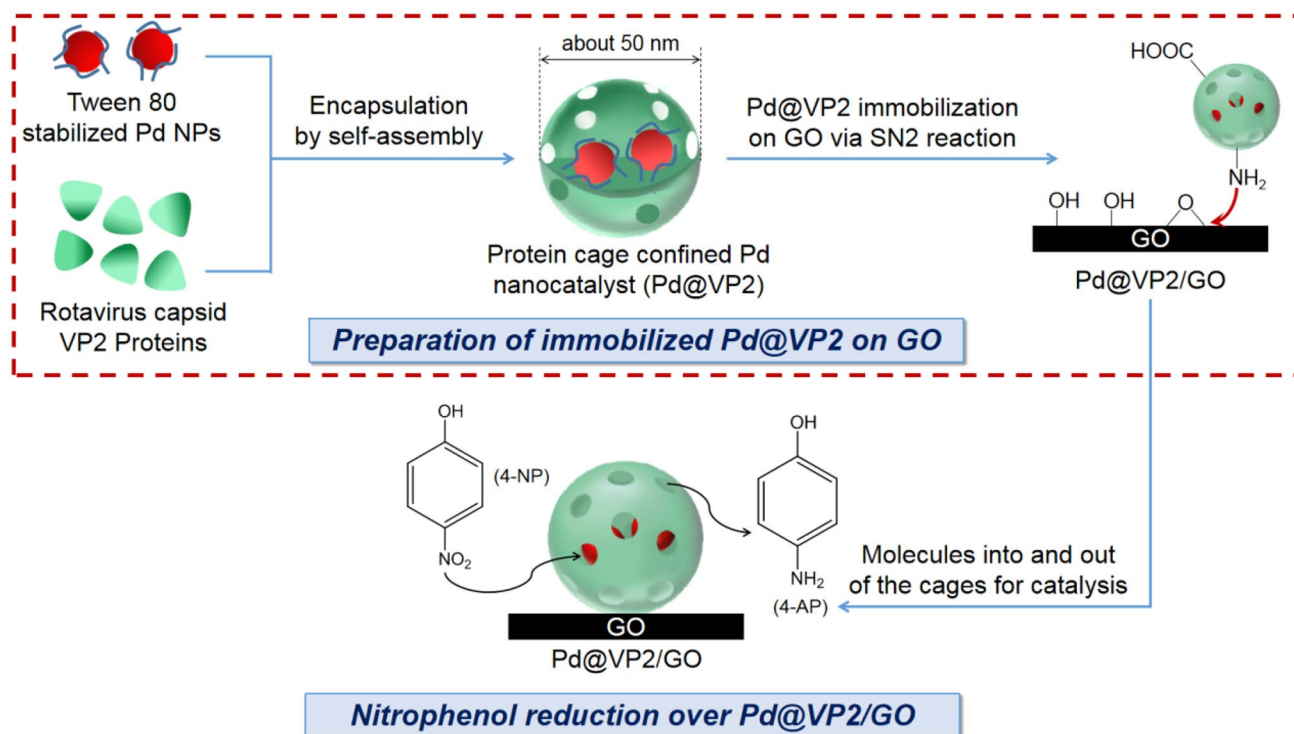 Tween 80
stabilized Pd NPs
Rotavirus capsid
VP2 Proteins
Encapsulation
by self-assembly
about 50 nm
Protein cage confined Pd
nanocatalyst (Pd@VP2)
Pd@VP2 immobilization
on GO via SN2 reaction
HOOC
NH2
OH
OH
O
GO
Pd@VP2/GO
Preparation of immobilized Pd@VP2 on GO
OH
(4-NP)
NO2
GO
Pd@VP2/GO
OH
NH2
(4-AP)
Molecules into and out
of the cages for catalysis
Nitrophenol reduction over Pd@VP2/GO